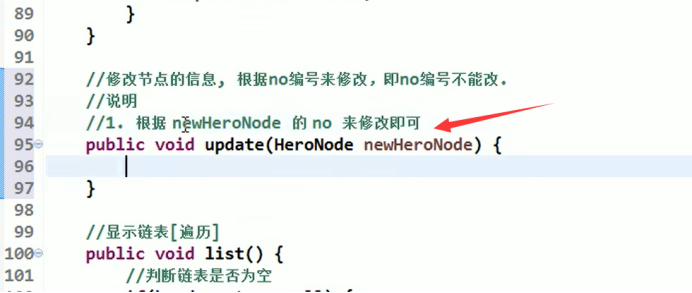 89
}
90 }
91
92 //修改节点的信息, 根据no编号来修改，即no编号不能改.
93 //说明
94 //1. 根据 newHeroNode 的 no 来修改即可
95 public void update(HeroNode newHeroNode) {
96
97 }
98
99 //显示链表[遍历]
100 public void list() {
101 //判断链表是否为空